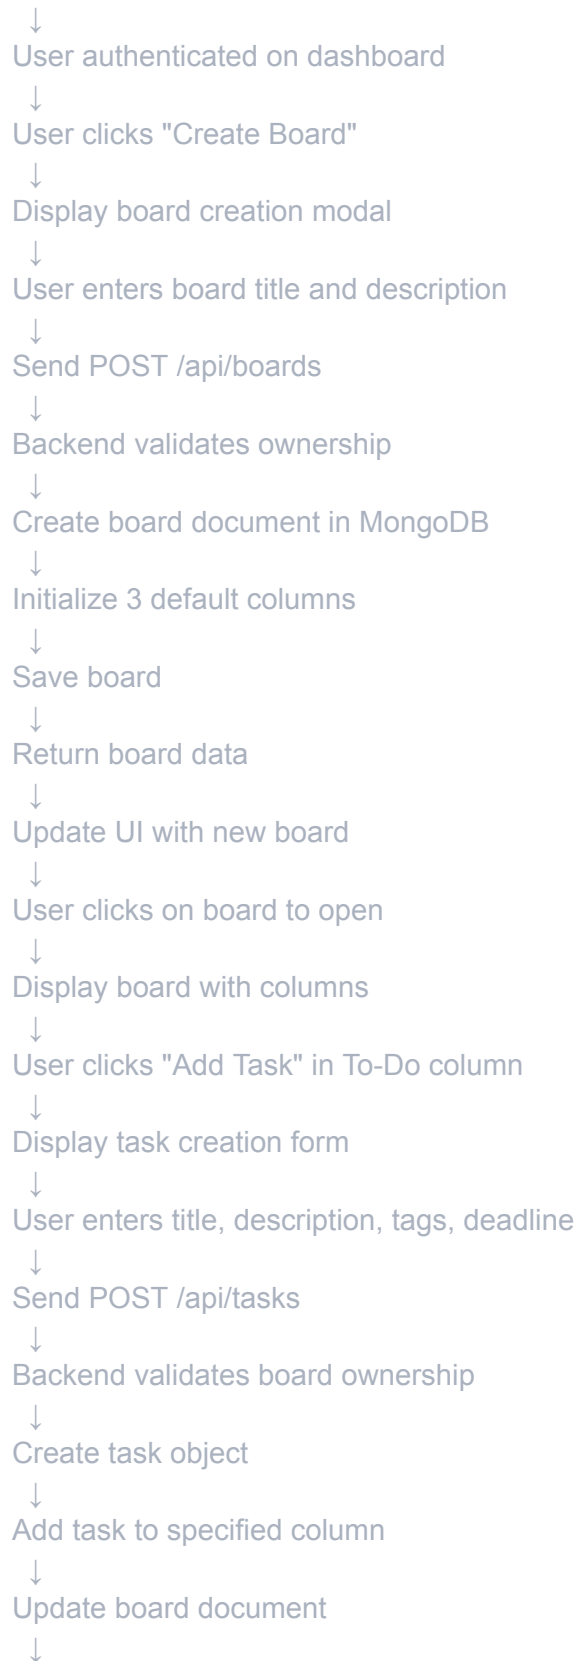 ↓
User authenticated on dashboard
↓
User clicks "Create Board"
↓
Display board creation modal
↓
User enters board title and description
↓
Send POST /api/boards
↓
Backend validates ownership
↓
Create board document in MongoDB
↓
Initialize 3 default columns
↓
Save board
↓
Return board data
↓
Update UI with new board
↓
User clicks on board to open
↓
Display board with columns
↓
User clicks "Add Task" in To-Do column
↓
Display task creation form
↓
User enters title, description, tags, deadline
↓
Send POST /api/tasks
↓
Backend validates board ownership
↓
Create task object
↓
Add task to specified column
↓
Update board document
↓